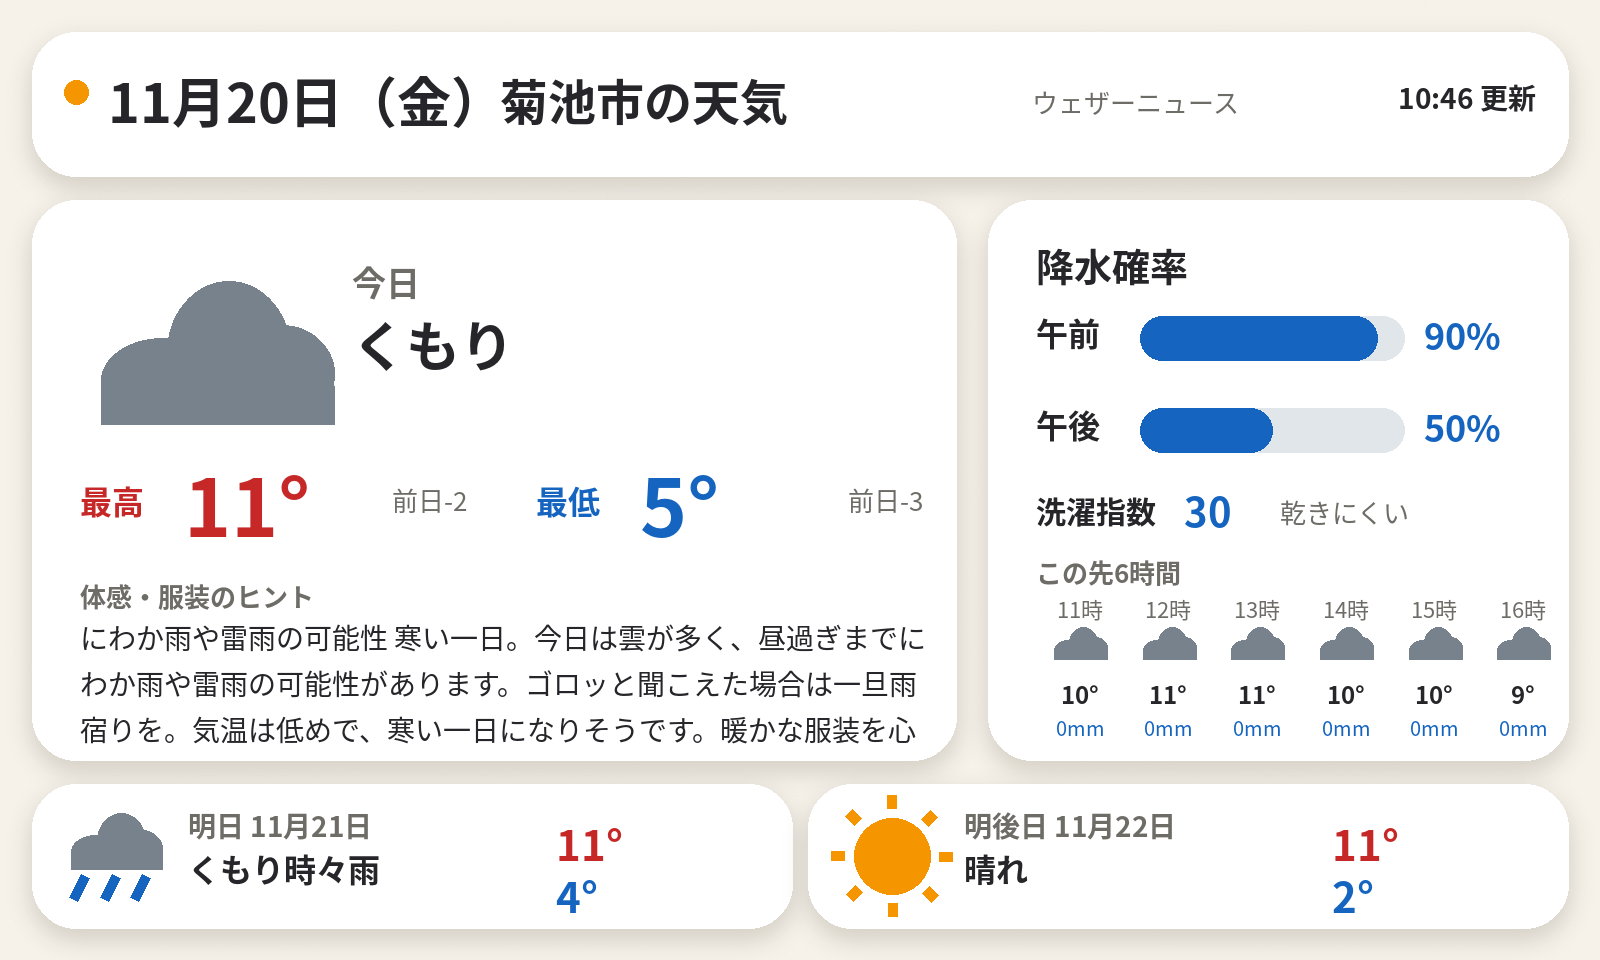 11月20日（金）菊池市の天気
ウェザーニュース
10:46 更新
今日
くもり
最高 11° 前日-2 最低 5° 前日-3
体感・服装のヒント
にわか雨や雷雨の可能性 寒い一日。今日は雲が多く、昼過ぎまでに
わか雨や雷雨の可能性があります。ゴロッと聞こえた場合は一旦雨
宿りを。気温は低めで、寒い一日になりそうです。暖かな服装を心
降水確率
午前 90%
午後 50%
洗濯指数 30 乾きにくい
この先6時間
11時 12時 13時 14時 15時 16時
10° 11° 11° 10° 10° 9°
0mm 0mm 0mm 0mm 0mm 0mm
明日 11月21日
くもり時々雨
11°
4°
明後日 11月22日
晴れ
11°
2°